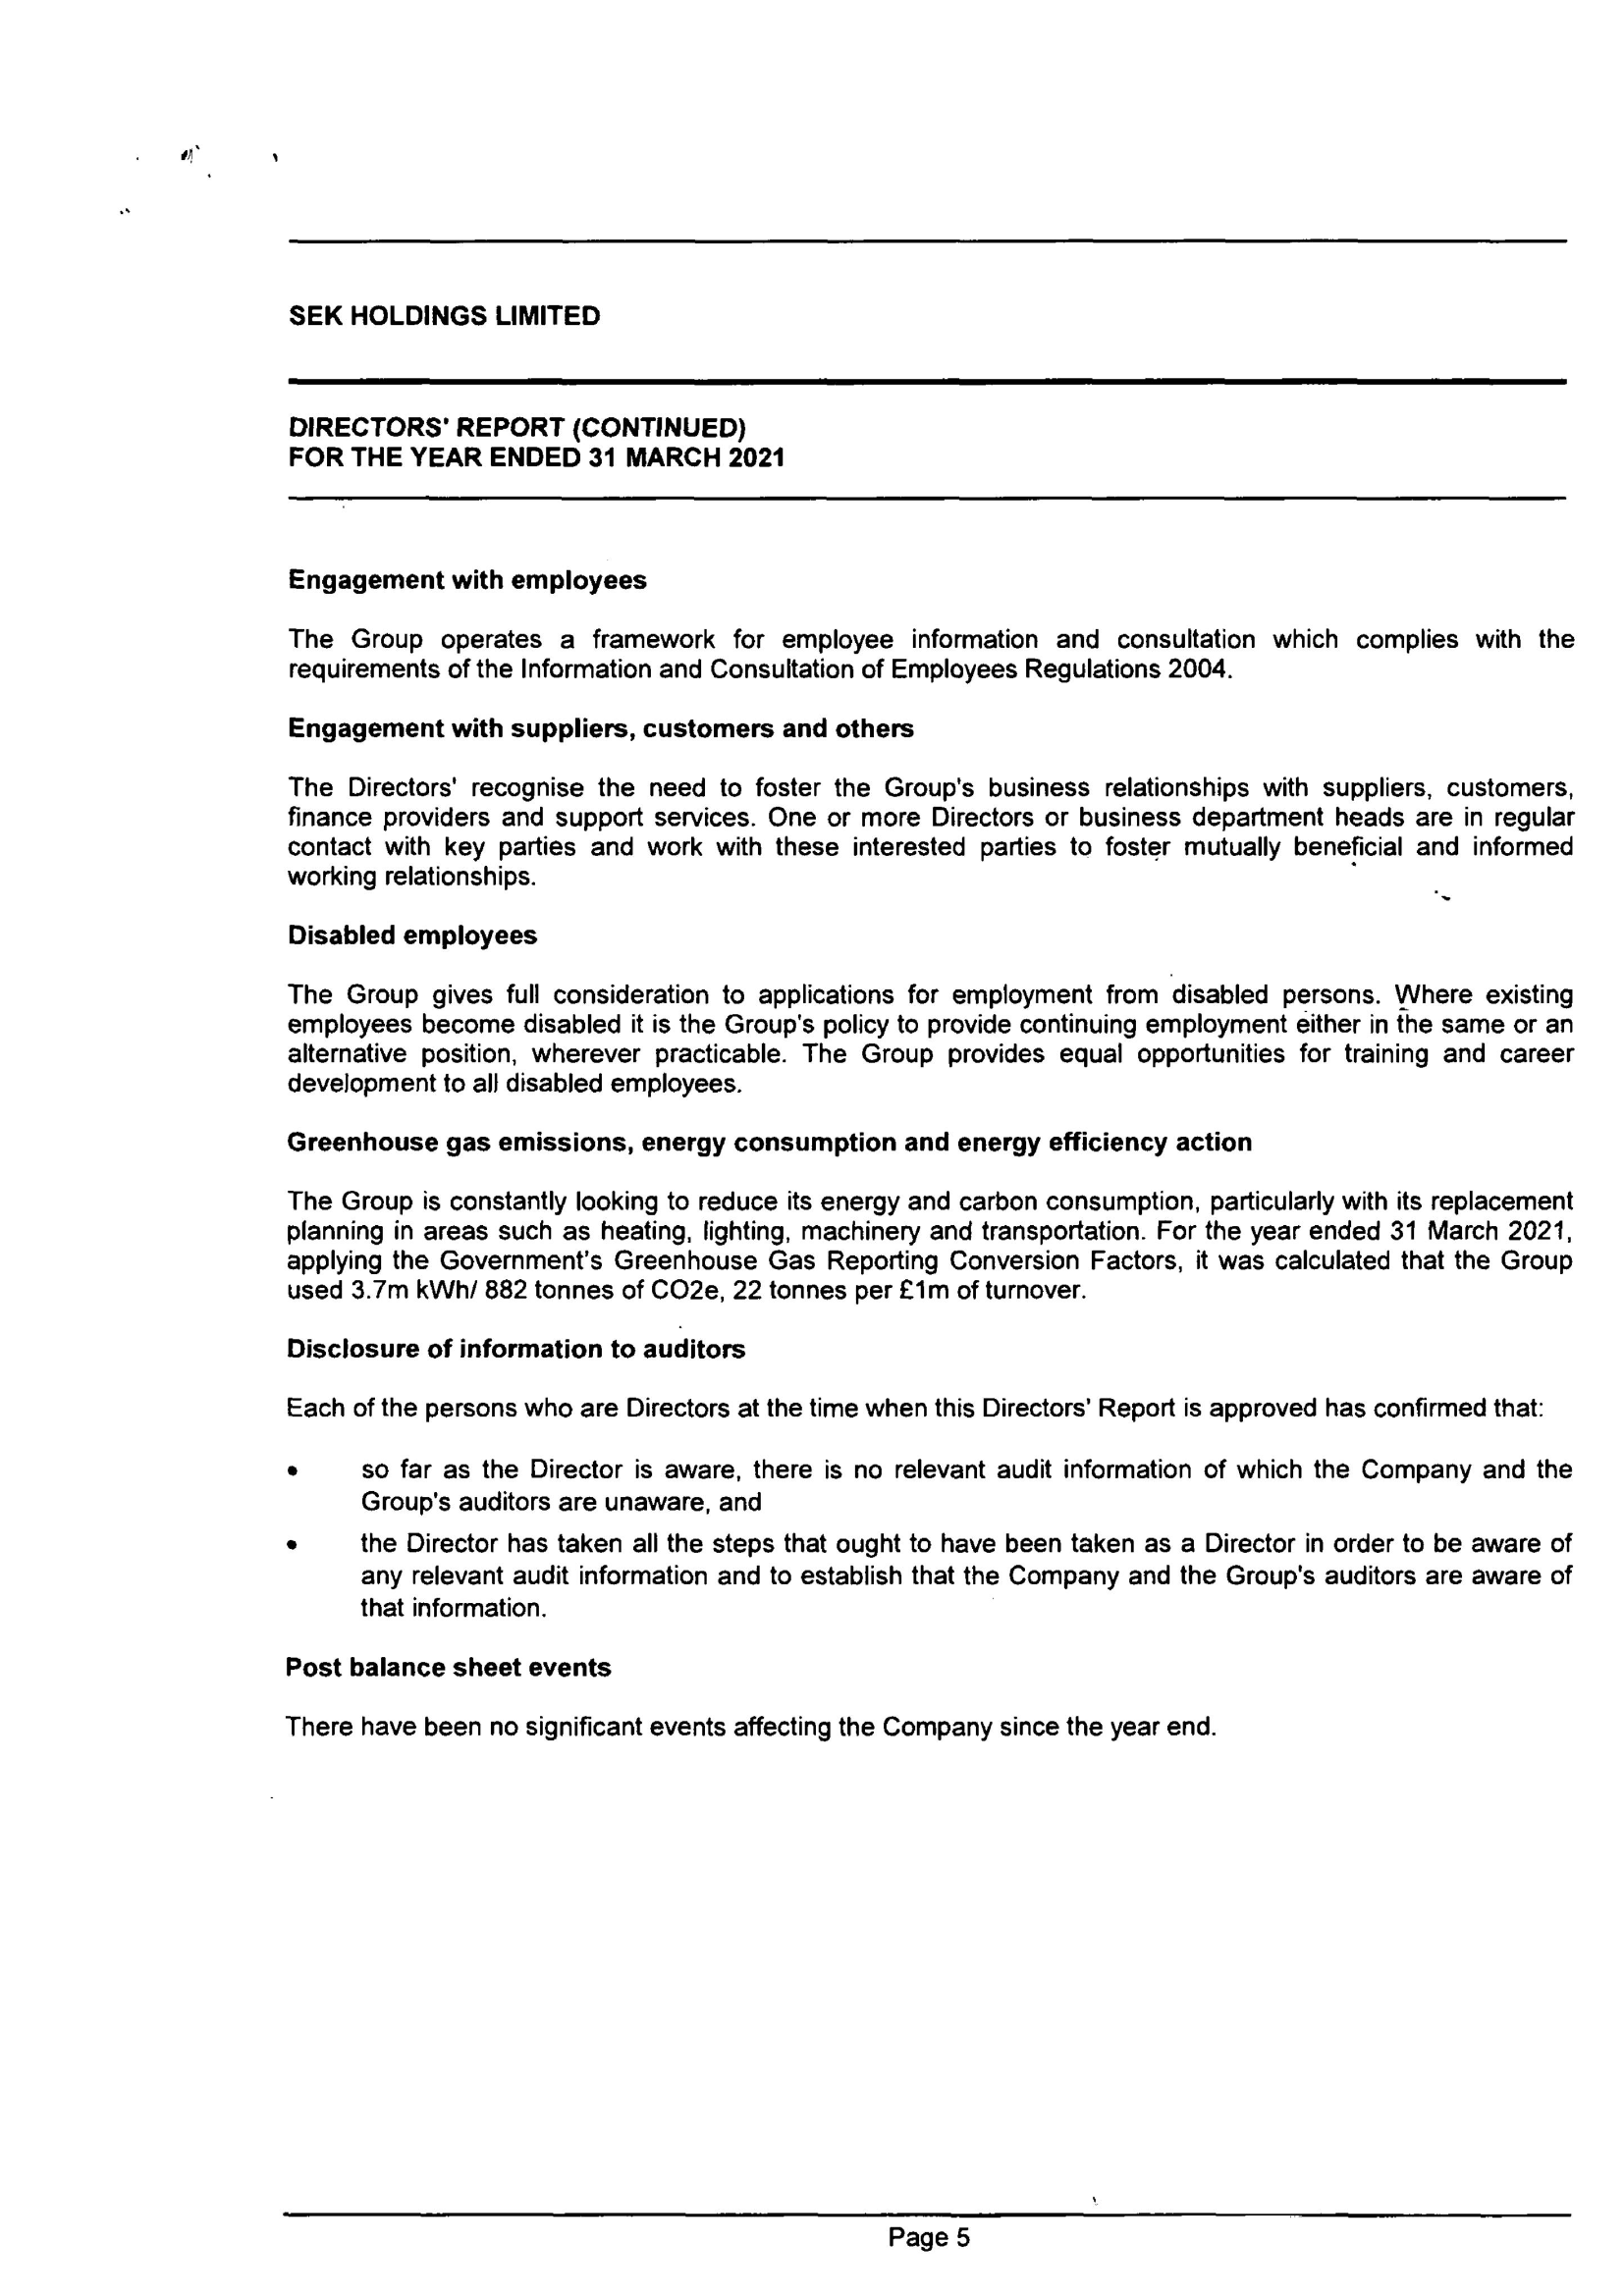 SEK HOLDINGS LIMITED
DIRECTORS' REPORT (CONTINUED)
FOR THE YEAR ENDED 31 MARCH 2021
Engagement with employees
The Group operates a framework for employee information and consultation which complies with the
requirements of the Information and Consultation of Employees Regulations 2004.
Engagement with suppliers, customers and others
The Directors' recognise the need to foster the Group's business relationships with suppliers, customers,
finance providers and support services. One or more Directors or business department heads are in regular
contact with key parties and work with these interested parties to foster mutually beneficial and informed
working relationships.
Disabled employees
The Group gives full consideration to applications for employment from disabled persons. Where existing
employees become disabled it is the Group's policy to provide continuing employment either in the same or an
alternative position, wherever practicable. The Group provides equal opportunities for training and career
development to all disabled employees.
Greenhouse gas emissions, energy consumption and energy efficiency action
The Group is constantly looking to reduce its energy and carbon consumption, particularly with its replacement
planning in areas such as heating, lighting, machinery and transportation. For the year ended 31 March 2021,
applying the Government's Greenhouse Gas Reporting Conversion Factors, it was calculated that the Group
used 3.7m kWh/ 882 tonnes of CO2e, 22 tonnes per £1m of turnover.
Disclosure of information to auditors
Each of the persons who are Directors at the time when this Directors' Report is approved has confirmed that:
• so far as the Director is aware, there is no relevant audit information of which the Company and the
Group's auditors are unaware, and
• the Director has taken all the steps that ought to have been taken as a Director in order to be aware of
any relevant audit information and to establish that the Company and the Group's auditors are aware of
that information.
Post balance sheet events
There have been no significant events affecting the Company since the year end.
Page 5